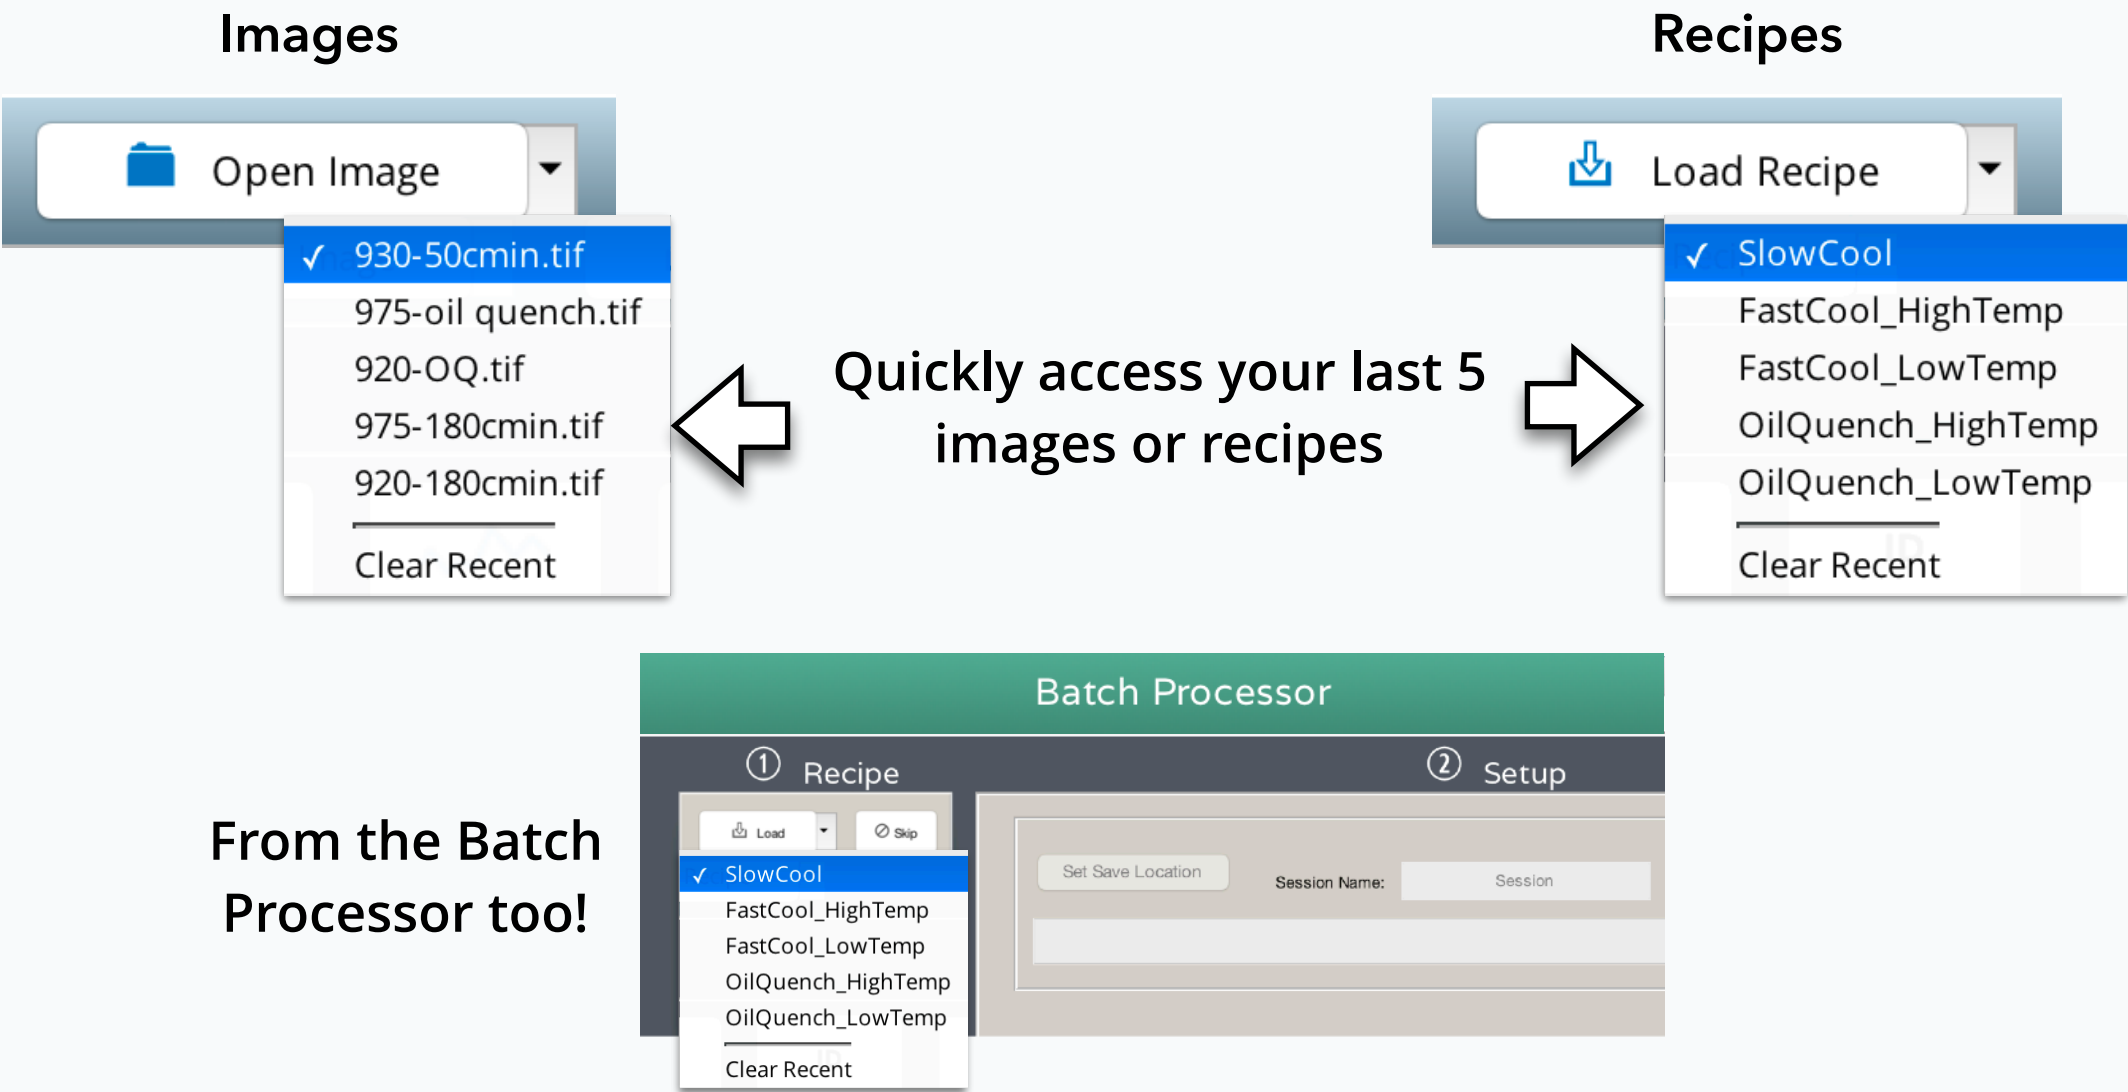 Images
Recipes
Open Image
Load Recipe
✓ 930-50cmin.tif
975-oil quench.tif
920-OQ.tif
975-180cmin.tif
920-180cmin.tif
Clear Recent
Quickly access your last 5
images or recipes
✓ SlowCool
FastCool_HighTemp
FastCool_LowTemp
OilQuench_HighTemp
OilQuench_LowTemp
Clear Recent
From the Batch
Processor too!
Batch Processor
① Recipe
② Setup
Load
Skip
✓ SlowCool
FastCool_HighTemp
FastCool_LowTemp
OilQuench_HighTemp
OilQuench_LowTemp
Clear Recent
Set Save Location
Session Name:
Session